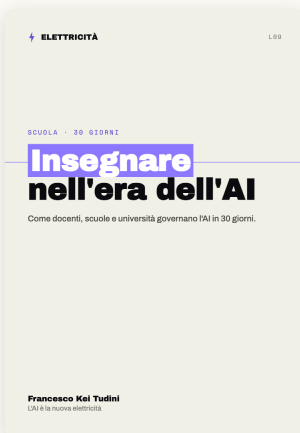 ELETTRICITÀ
L09
SCUOLA · 30 GIORNI
Insegnare
nell'era dell'AI
Come docenti, scuole e università governano l'AI in 30 giorni.
Francesco Kei Tudini
L'AI è la nuova elettricità